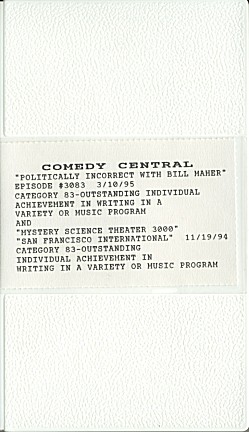 COMEDY CENTRAL
"POLITICALLY INCORRECT WITH BILL MAHER"
EPISODE #3083 3/10/95
CATEGORY 83-OUTSTANDING INDIVIDUAL
ACHIEVEMENT IN WRITING IN A
VARIETY OR MUSIC PROGRAM
AND
"MYSTERY SCIENCE THEATER 3000"
"SAN FRANCISCO INTERNATIONAL" 11/19/94
CATEGORY 83-OUTSTANDING
INDIVIDUAL ACHIEVEMENT IN
WRITING IN A VARIETY OR MUSIC PROGRAM